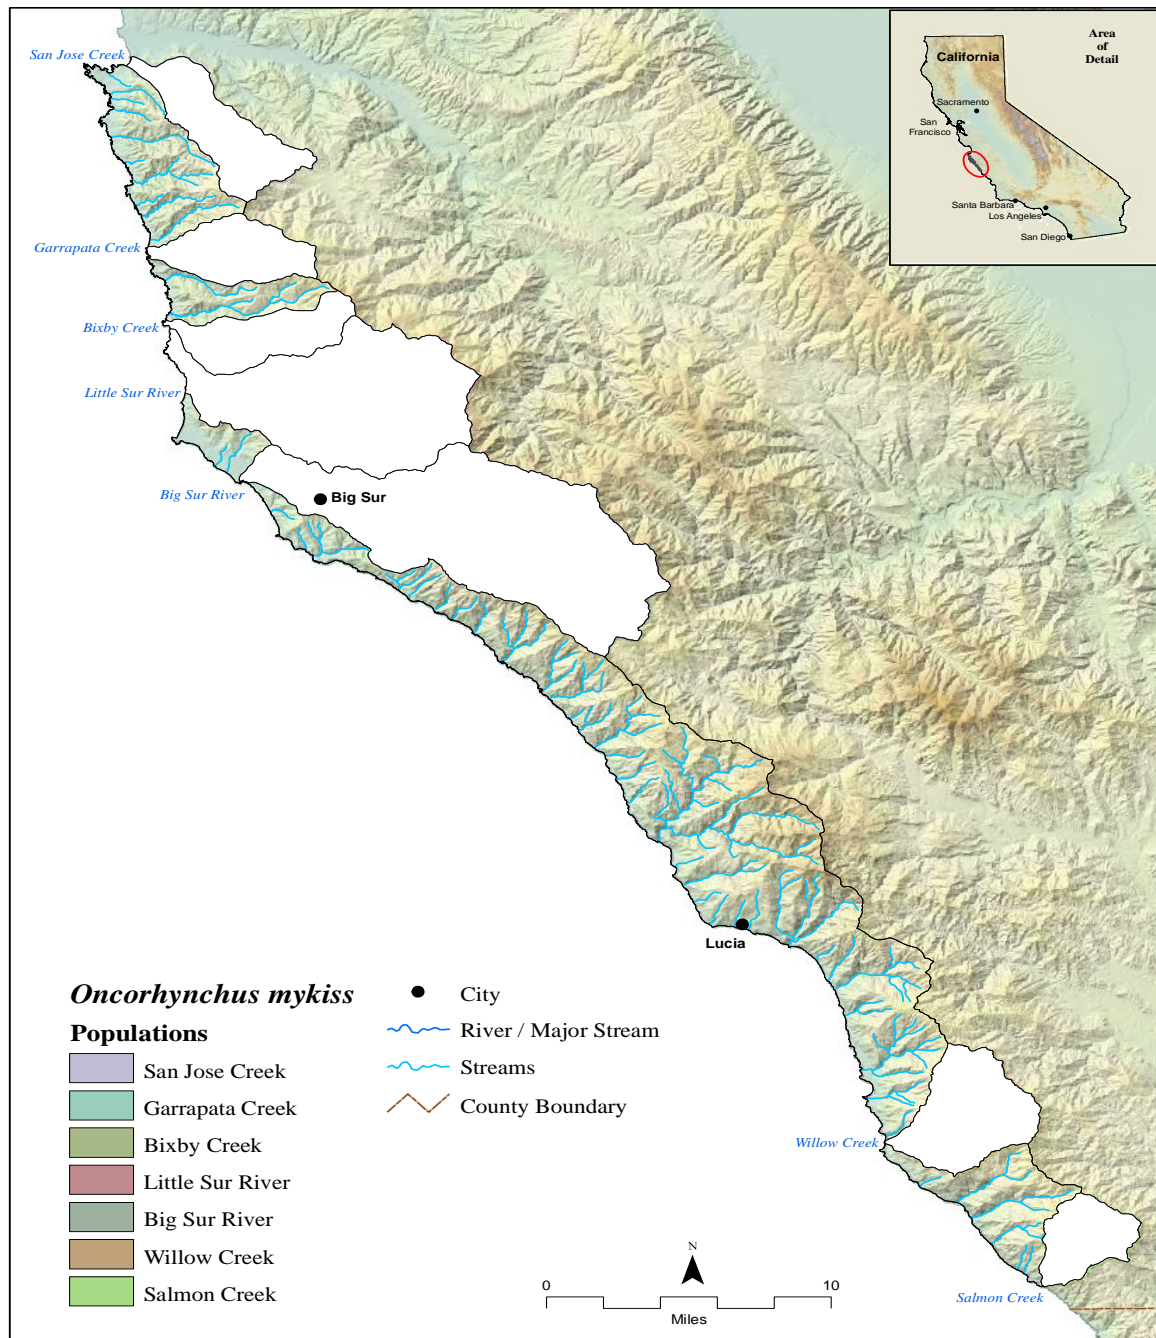 San Jose Creek
Garrapata Creek
Bixby Creek
Little Sur River
Big Sur River
Big Sur
Lucia
Willow Creek
Salmon Creek
Area
of
Detail
California
Sacramento
San
Francisco
Santa Barbara
Los Angeles
San Diego
Oncorhynchus mykiss
Populations
San Jose Creek
Garrapata Creek
Bixby Creek
Little Sur River
Big Sur River
Willow Creek
Salmon Creek
City
River / Major Stream
Streams
County Boundary
N
0 10
Miles